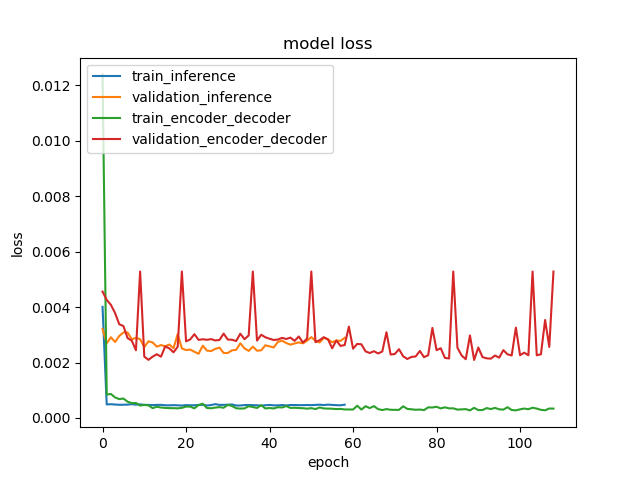 model loss
train_inference
validation_inference
train_encoder_decoder
validation_encoder_decoder
0.012
0.010
0.008
0.006
0.004
0.002
0.000
loss
0 20 40 60 80 100
epoch